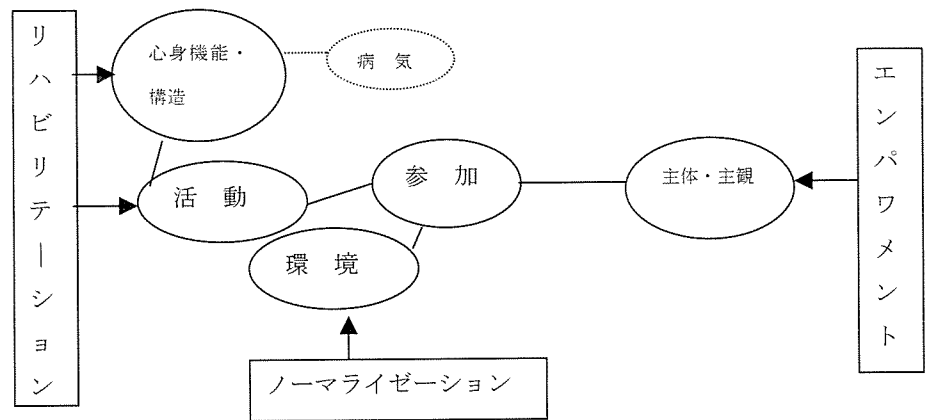 リハビリテーション
心身機能・
構造
病 気
活 動
参 加
環 境
主体・主観
エンパワメント
ノーマライゼーション